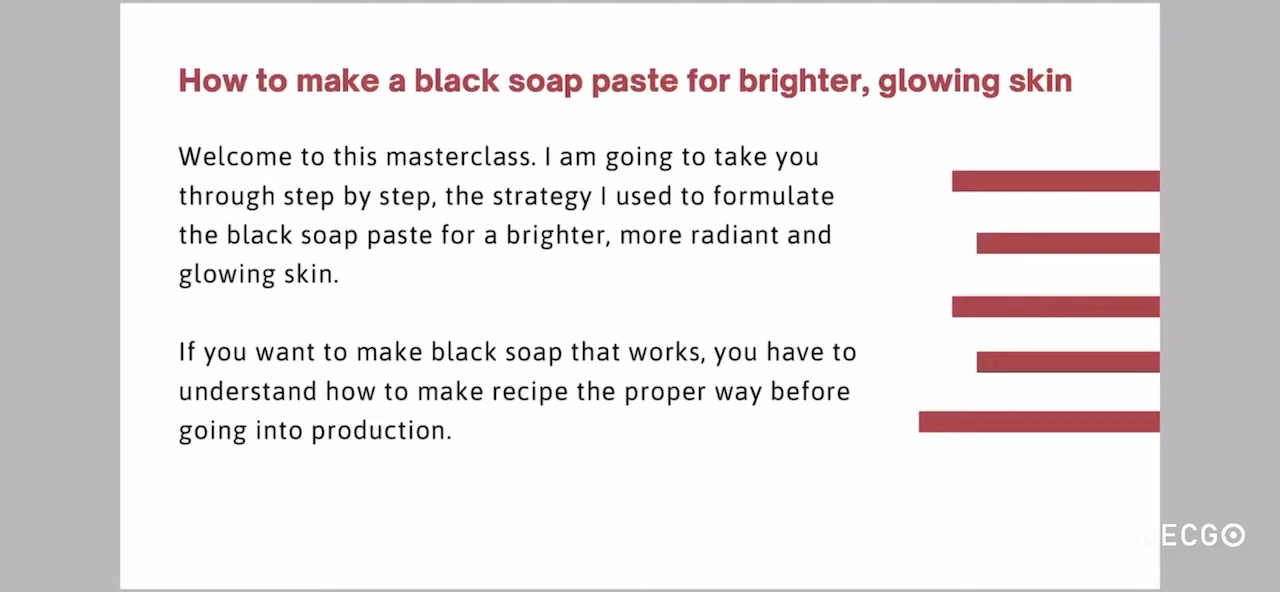 How to make a black soap paste for brighter, glowing skin
Welcome to this masterclass. I am going to take you
through step by step, the strategy I used to formulate
the black soap paste for a brighter, more radiant and
glowing skin.
If you want to make black soap that works, you have to
understand how to make recipe the proper way before
going into production.
ECGO